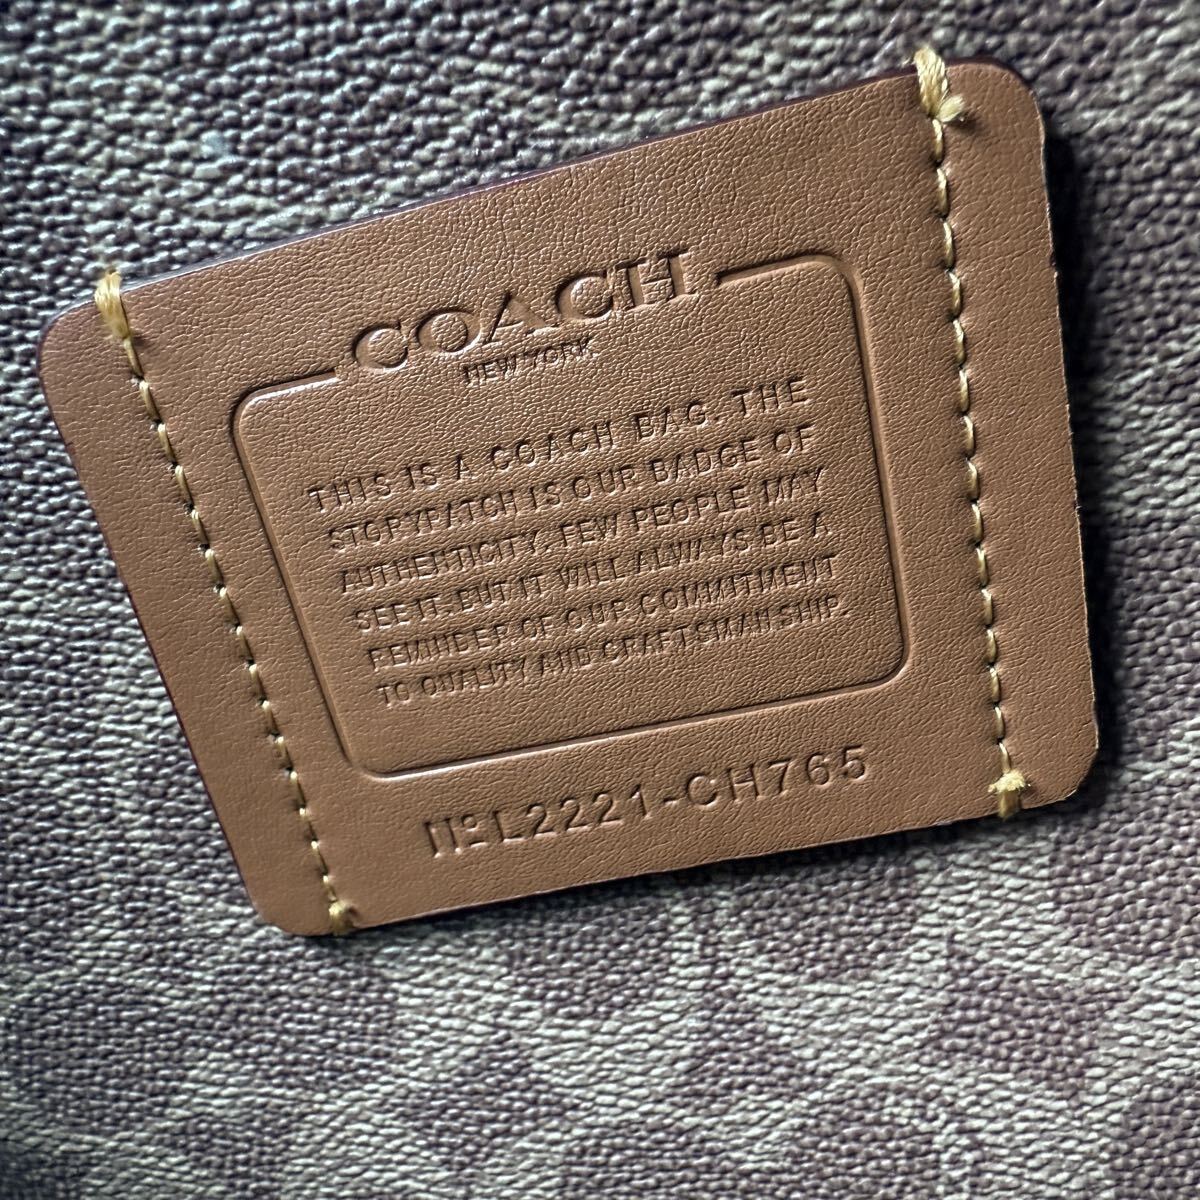 COACH
NEW YORK
THIS IS A COACH BAG. THE
STORYPATCH IS OUR BADGE OF
AUTHENTICITY. FEW PEOPLE MAY
SEE IT. BUT IT WILL ALWAYS BE A
REMINDER OF OUR COMMITMENT
TO QUALITY AND CRAFTSMANSHIP.
Nº L2221-CH765